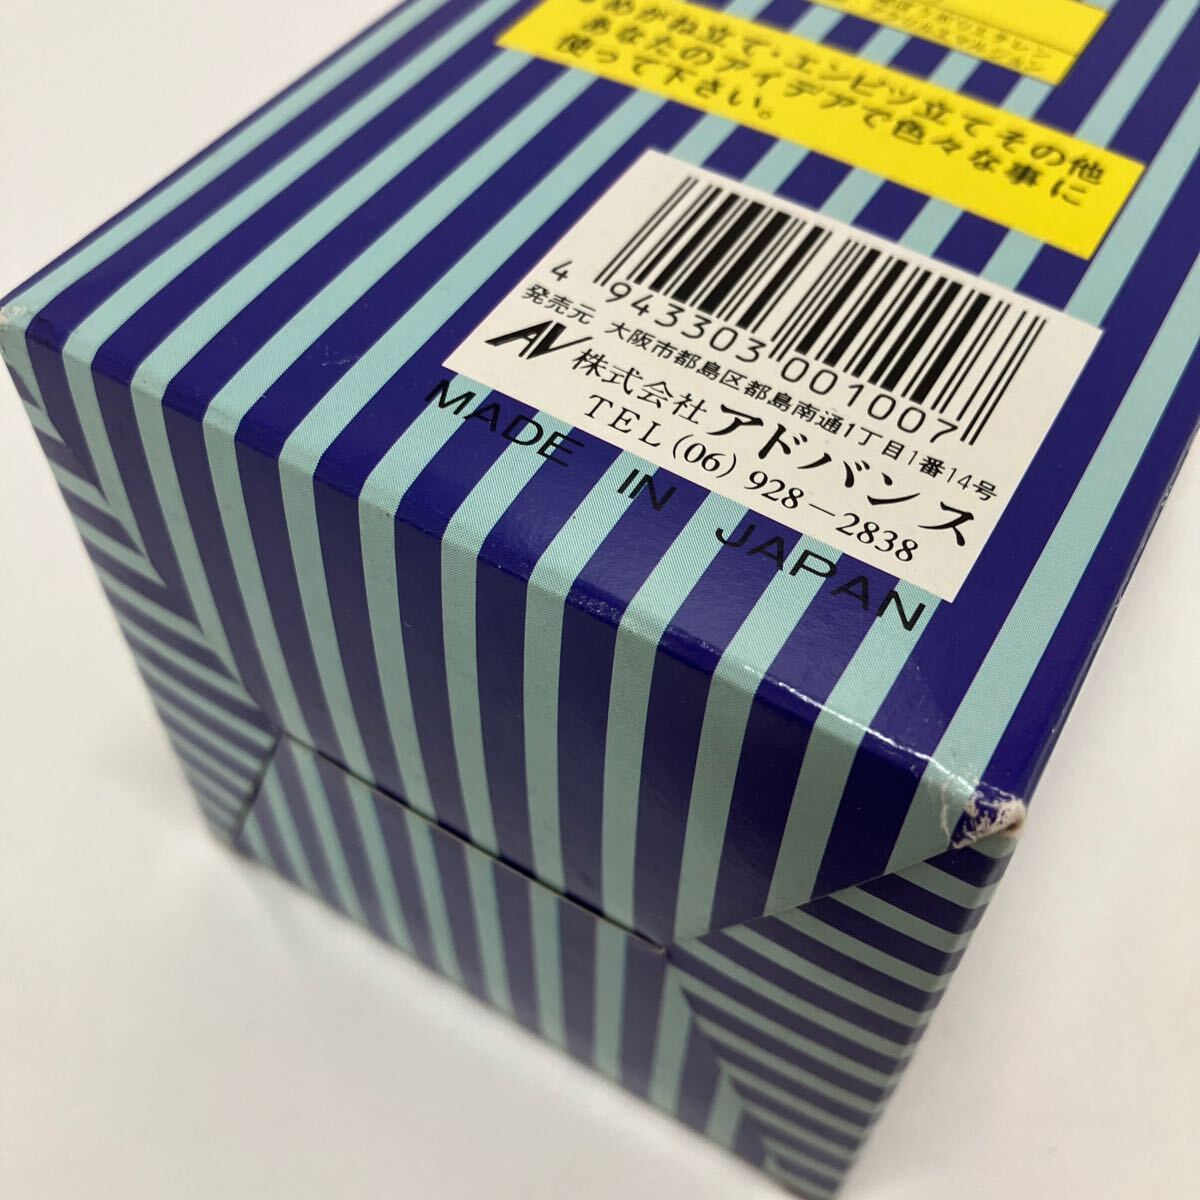 めがね立て・エンピツ立てその他
あなたのアイデアで色々な事に
使って下さい。
4 943303 001007
発売元 大阪市都島区都島南通1丁目1番14号
AV 株式会社アドバンス
TEL (06) 928-2838
MADE IN JAPAN